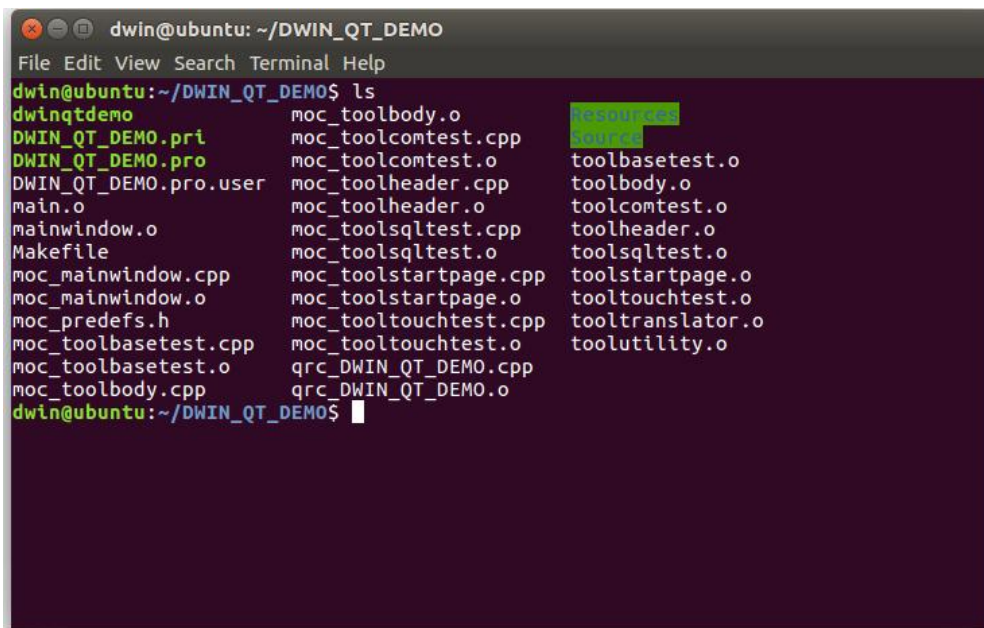 dwin@ubuntu: ~/DWIN_QT_DEMO
File Edit View Search Terminal Help
dwin@ubuntu:~/DWIN_QT_DEMO$ ls
dwinqtdemo moc_toolbody.o Resources
DWIN_QT_DEMO.pri moc_toolcomtest.cpp Source
DWIN_QT_DEMO.pro moc_toolcomtest.o toolbasetest.o
DWIN_QT_DEMO.pro.user moc_toolheader.cpp toolbody.o
main.o moc_toolheader.o toolcomtest.o
mainwindow.o moc_toolsqltest.cpp toolheader.o
Makefile moc_toolsqltest.o toolsqltest.o
moc_mainwindow.cpp moc_toolstartpage.cpp toolstartpage.o
moc_mainwindow.o moc_toolstartpage.o tooltouchtest.o
moc_predefs.h moc_tooltouchtest.cpp tooltranslator.o
moc_toolbasetest.cpp moc_tooltouchtest.o toolutility.o
moc_toolbasetest.o qrc_DWIN_QT_DEMO.cpp
moc_toolbody.cpp qrc_DWIN_QT_DEMO.o
dwin@ubuntu:~/DWIN_QT_DEMO$